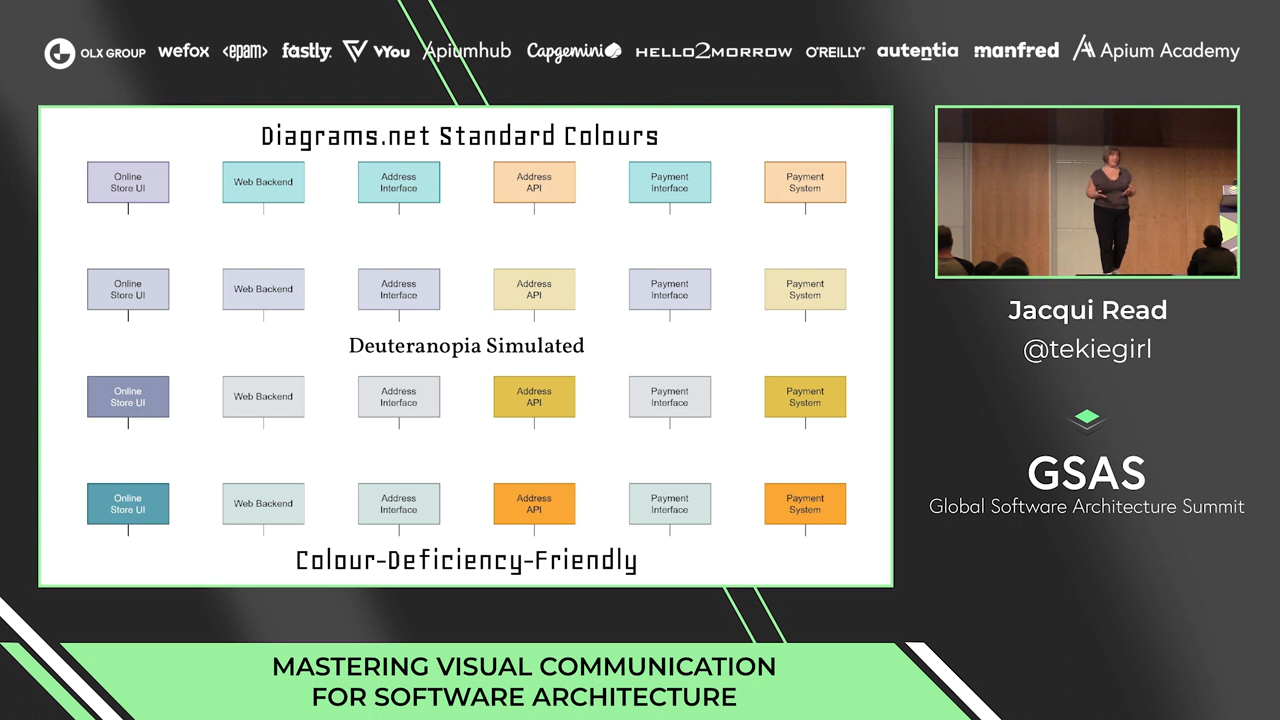 OLX GROUP wefox <epam> fastly. VYou Apiumhub Capgemini HELLO2MORROW O'REILLY autentia manfred Apium Academy
Diagrams.net Standard Colours
Online Store UI
Web Backend
Address Interface
Address API
Payment Interface
Payment System
Online Store UI
Web Backend
Address Interface
Address API
Payment Interface
Payment System
Deuteranopia Simulated
Online Store UI
Web Backend
Address Interface
Address API
Payment Interface
Payment System
Online Store UI
Web Backend
Address Interface
Address API
Payment Interface
Payment System
Colour-Deficiency-Friendly
Jacqui Read
@tekiegirl
GSAS
Global Software Architecture Summit
MASTERING VISUAL COMMUNICATION
FOR SOFTWARE ARCHITECTURE